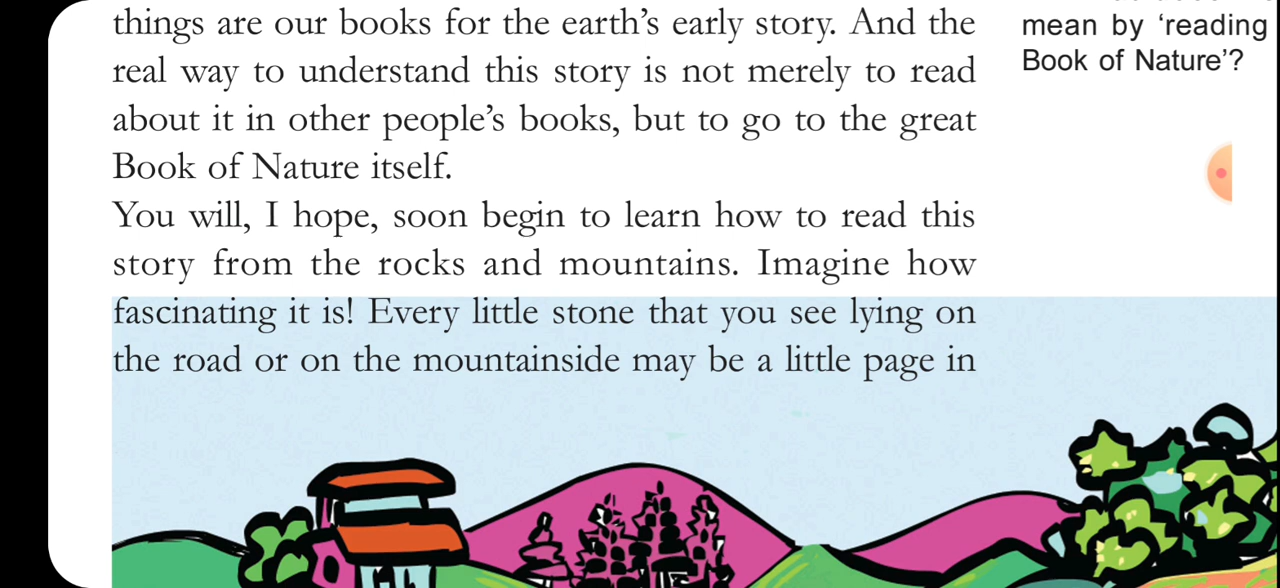 things are our books for the earth's early story. And the
real way to understand this story is not merely to read
about it in other people's books, but to go to the great
Book of Nature itself.
You will, I hope, soon begin to learn how to read this
story from the rocks and mountains. Imagine how
fascinating it is! Every little stone that you see lying on
the road or on the mountainside may be a little page in
mean by ‘reading
Book of Nature’?